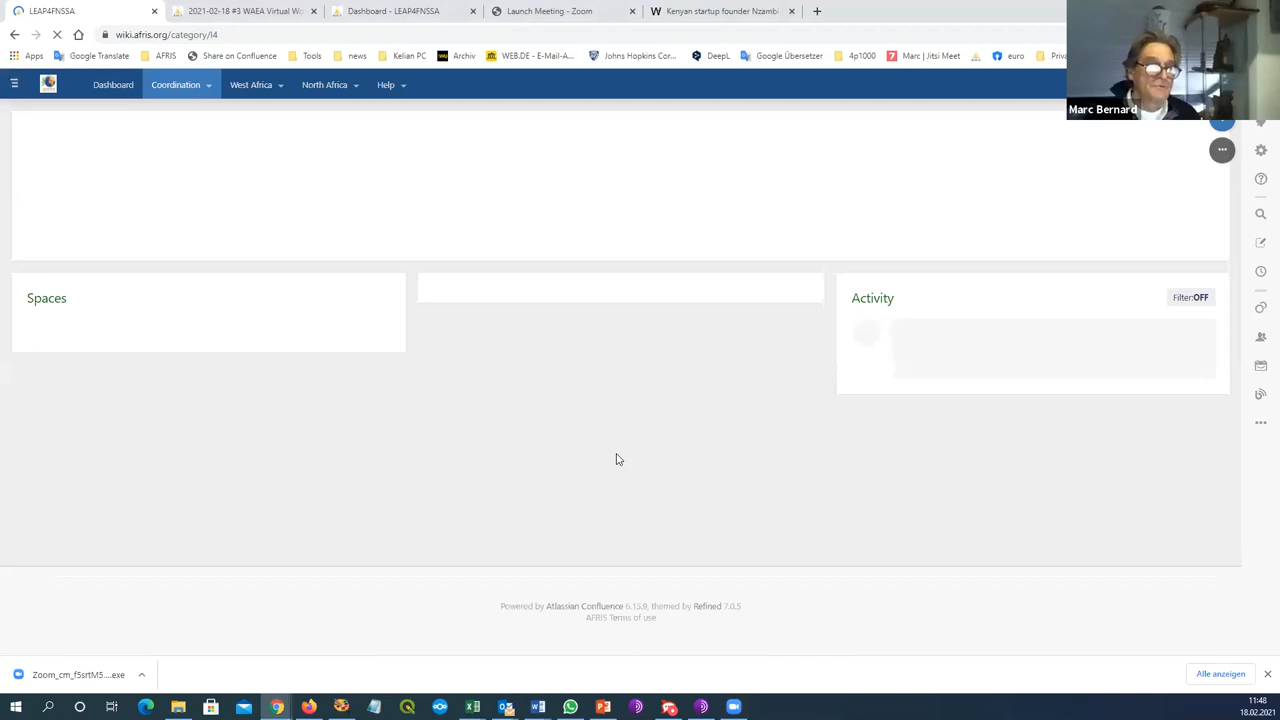 LEAP4FNSSA
2021-02-18 #3 WAEA Virtual Wo
Dashboard - LEAP4FNSSA
Launch Meeting - Zoom
Kenyan startup founder Nzambi
wiki.afris.org/category/l4
Apps
Google Translate
AFRIS
Share on Confluence
Tools
news
Kelian PC
Archiv
WEB.DE - E-Mail-A...
Johns Hopkins Cor...
DeepL
Google Übersetzer
4p1000
Marc | Jitsi Meet
euro
Priva
Marc Bernard
Dashboard
Coordination
West Africa
North Africa
Help
Spaces
Activity
Filter:OFF
Powered by Atlassian Confluence 6.15.9, themed by Refined 7.0.5
AFRIS Terms of use
Zoom_cm_f5srtM5....exe
Alle anzeigen
11:48
18.02.2021